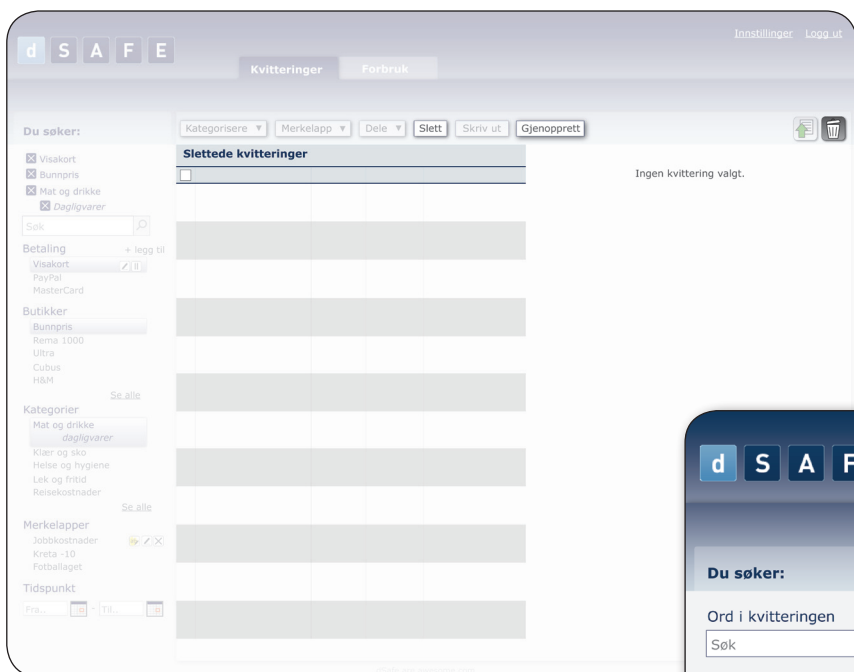 Innstillinger Logg ut
d S A F E
Kvitteringer Forbruk
Du søker:
Kategorisere ▼ Merkelapp ▼ Dele ▼ Slett Skriv ut Gjenopprett
Visakort
Bunnpris
Mat og drikke
Dagligvarer
Søk
Betaling + legg til
Visakort
PayPal
MasterCard
Butikker
Bunnpris
Rema 1000
Ultra
Cubus
H&M
Se alle
Kategorier
Mat og drikke
dagligvarer
Klær og sko
Helse og hygiene
Lek og fritid
Reisekostnader
Se alle
Merkelapper
Jobbkostnader
Kreta -10
Fotballaget
Tidspunkt
Fra.. - Til..
Slettede kvitteringer
Ingen kvittering valgt.
d S A F
Du søker:
Ord i kvitteringen
Søk